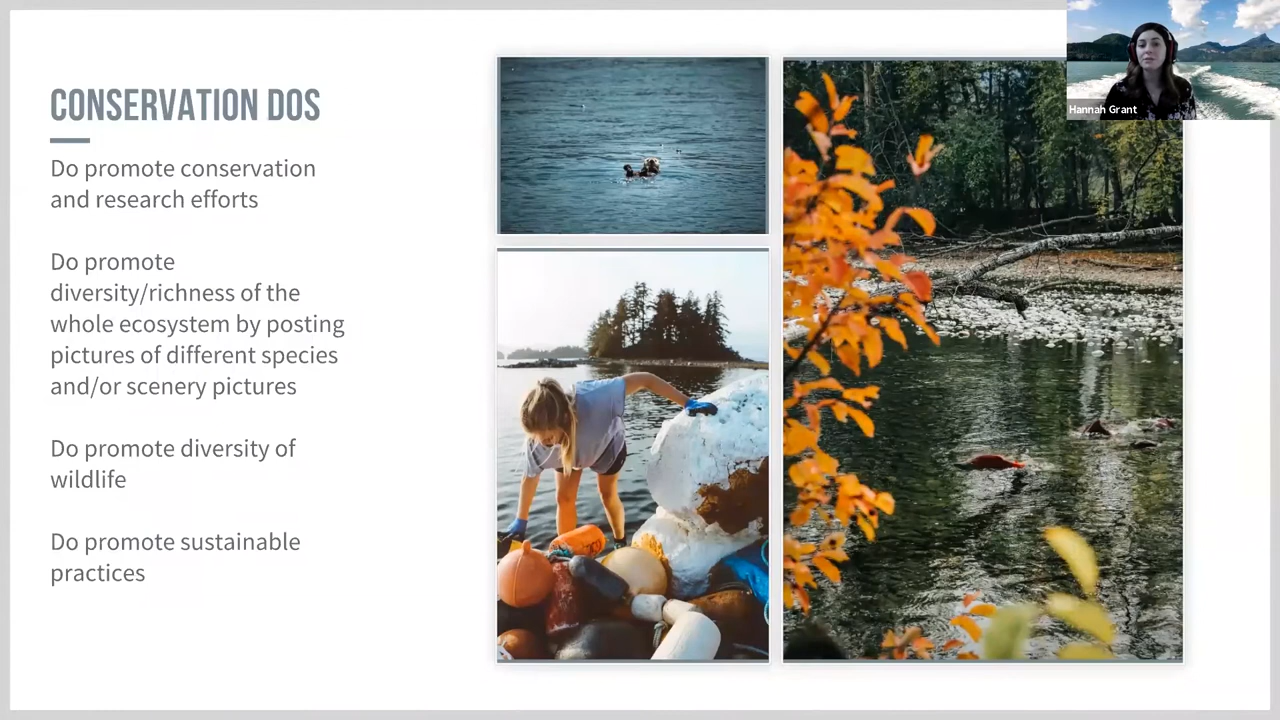 CONSERVATION DOS
Do promote conservation
and research efforts
Do promote
diversity/richness of the
whole ecosystem by posting
pictures of different species
and/or scenery pictures
Do promote diversity of
wildlife
Do promote sustainable
practices
Hannah Grant